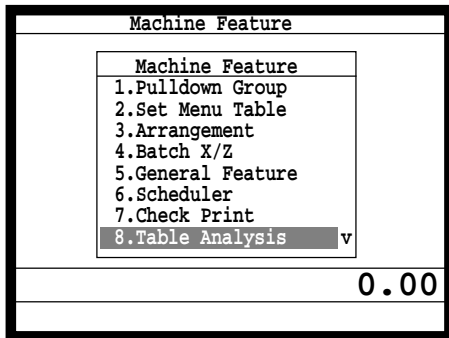 Machine Feature
Machine Feature
1.Pulldown Group
2.Set Menu Table
3.Arrangement
4.Batch X/Z
5.General Feature
6.Scheduler
7.Check Print
8.Table Analysis v
0.00